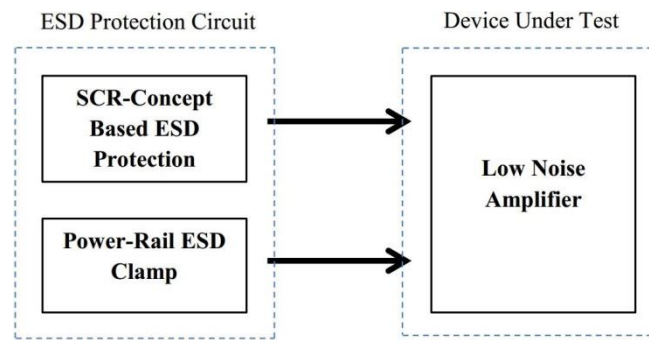 ESD Protection Circuit
Device Under Test
SCR-Concept
Based ESD
Protection
Low Noise
Amplifier
Power-Rail ESD
Clamp